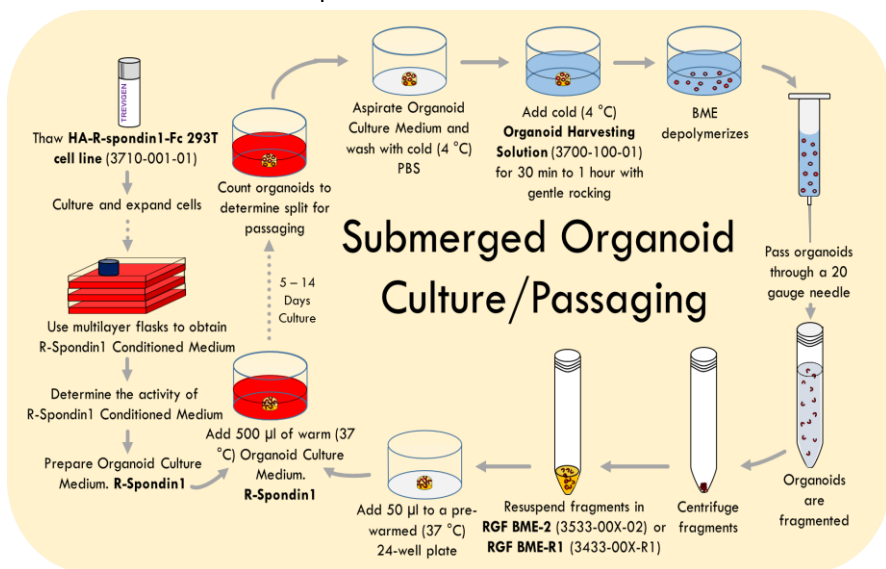 TREVIGEN
Thaw HA-R-spondin1-Fc 293T
cell line (3710-001-01)
Culture and expand cells
Use multilayer flasks to obtain
R-Spondin1 Conditioned Medium
Determine the activity of
R-Spondin1 Conditioned Medium
Prepare Organoid Culture
Medium. R-Spondin1
Add 500 µl of warm (37
°C) Organoid Culture
Medium.
R-Spondin1
5 – 14
Days
Culture
Count organoids to
determine split for
passaging
Aspirate Organoid
Culture Medium and
wash with cold (4 °C)
PBS
Add cold (4 °C)
Organoid Harvesting
Solution (3700-100-01)
for 30 min to 1 hour with
gentle rocking
BME
depolymerizes
Submerged Organoid
Culture/Passaging
Pass organoids
through a 20
gauge needle
Organoids
are
fragmented
Centrifuge
fragments
Resuspend fragments in
RGF BME-2 (3533-00X-02) or
RGF BME-R1 (3433-00X-R1)
Add 50 µl to a pre-
warmed (37 °C)
24-well plate